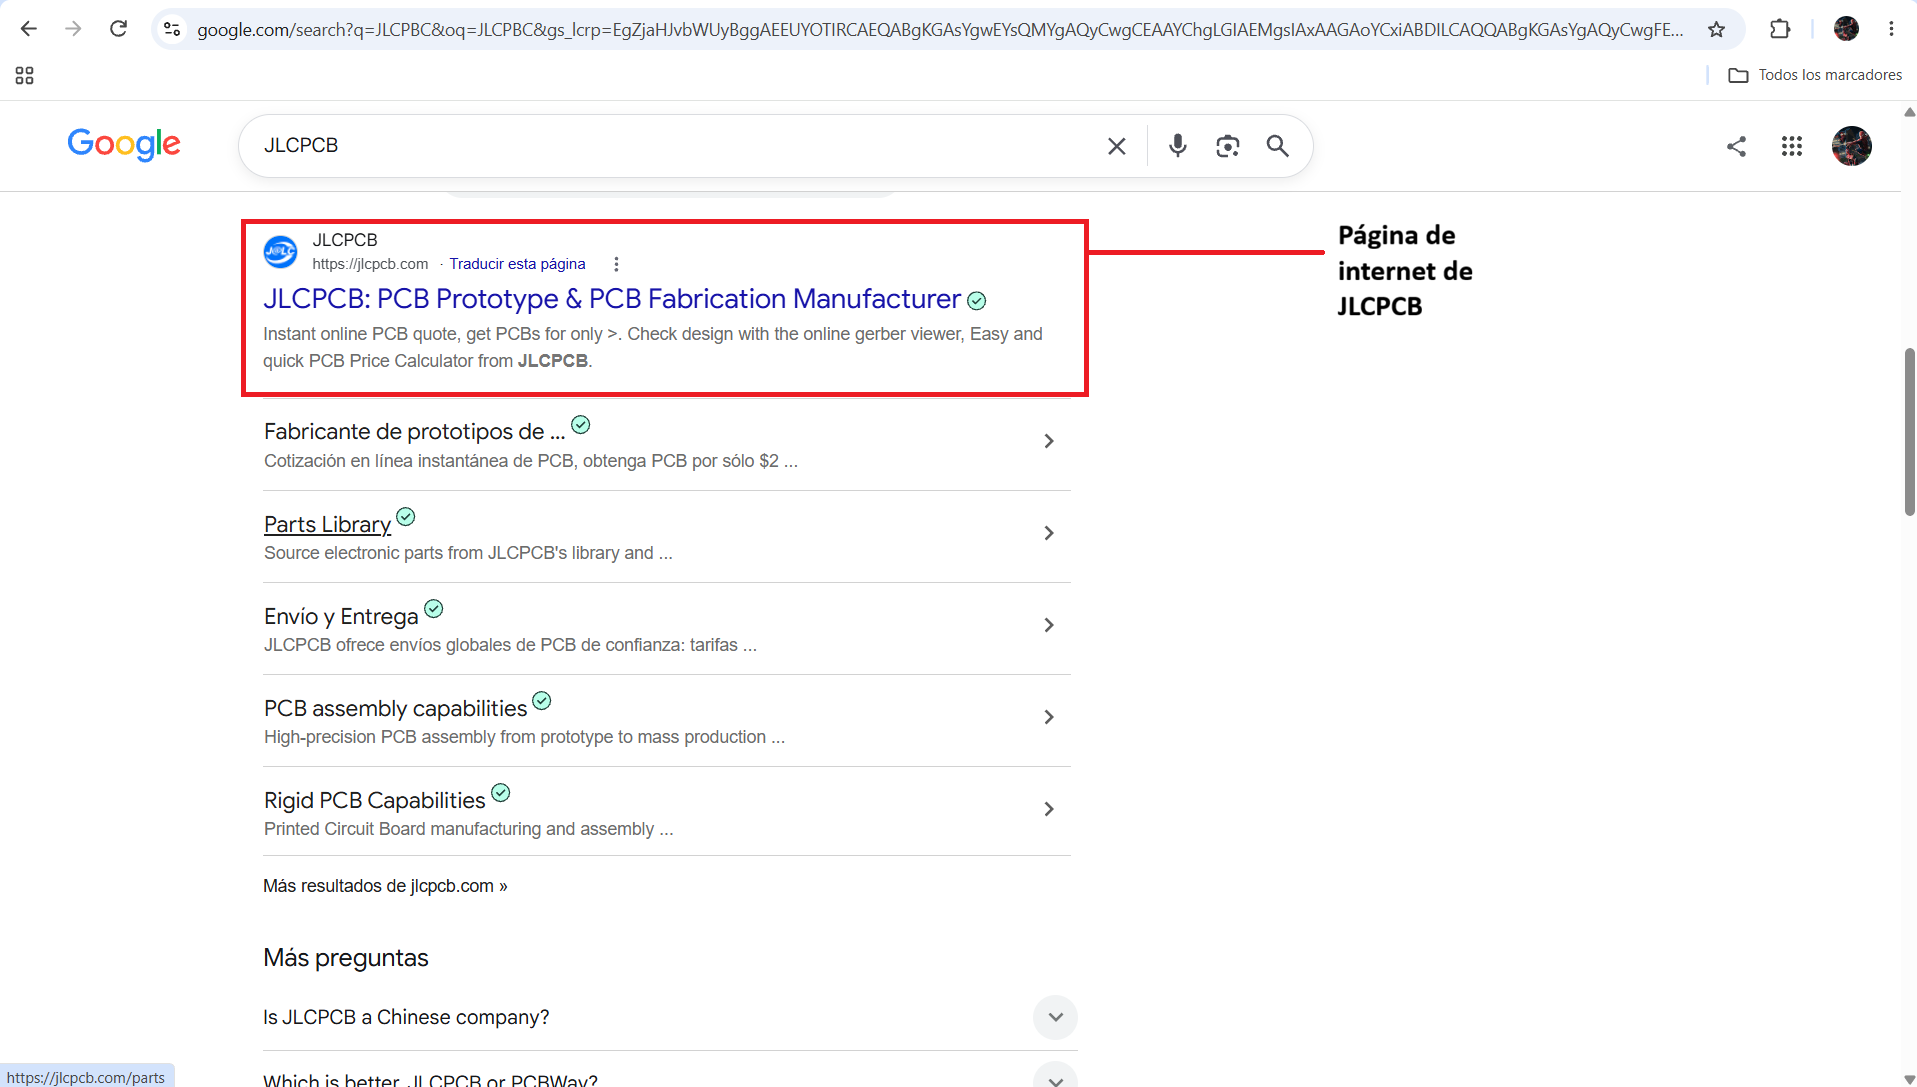 google.com/search?q=JLCPBC&oq=JLCPBC&gs_lcrp=EgZjaHJvbWUyBggAEEUYOTIRCAEQABgKGAsYgwEYsQMYgAQyCwgCEAAYChgLGIAEMgsIAxAAGAoYCxiABDILCAQQABgKGAsYgAQyCwgFE...
Todos los marcadores
Google
JLCPCB
JLCPCB
https://jlcpcb.com · Traducir esta página
JLCPCB: PCB Prototype & PCB Fabrication Manufacturer
Instant online PCB quote, get PCBs for only >. Check design with the online gerber viewer, Easy and
quick PCB Price Calculator from JLCPCB.
Página de
internet de
JLCPCB
Fabricante de prototipos de ...
Cotización en línea instantánea de PCB, obtenga PCB por sólo $2 ...
Parts Library
Source electronic parts from JLCPCB's library and ...
Envío y Entrega
JLCPCB ofrece envíos globales de PCB de confianza: tarifas ...
PCB assembly capabilities
High-precision PCB assembly from prototype to mass production ...
Rigid PCB Capabilities
Printed Circuit Board manufacturing and assembly ...
Más resultados de jlcpcb.com »
Más preguntas
Is JLCPCB a Chinese company?
Which is better, JLCPCB or PCBWay?
https://jlcpcb.com/parts